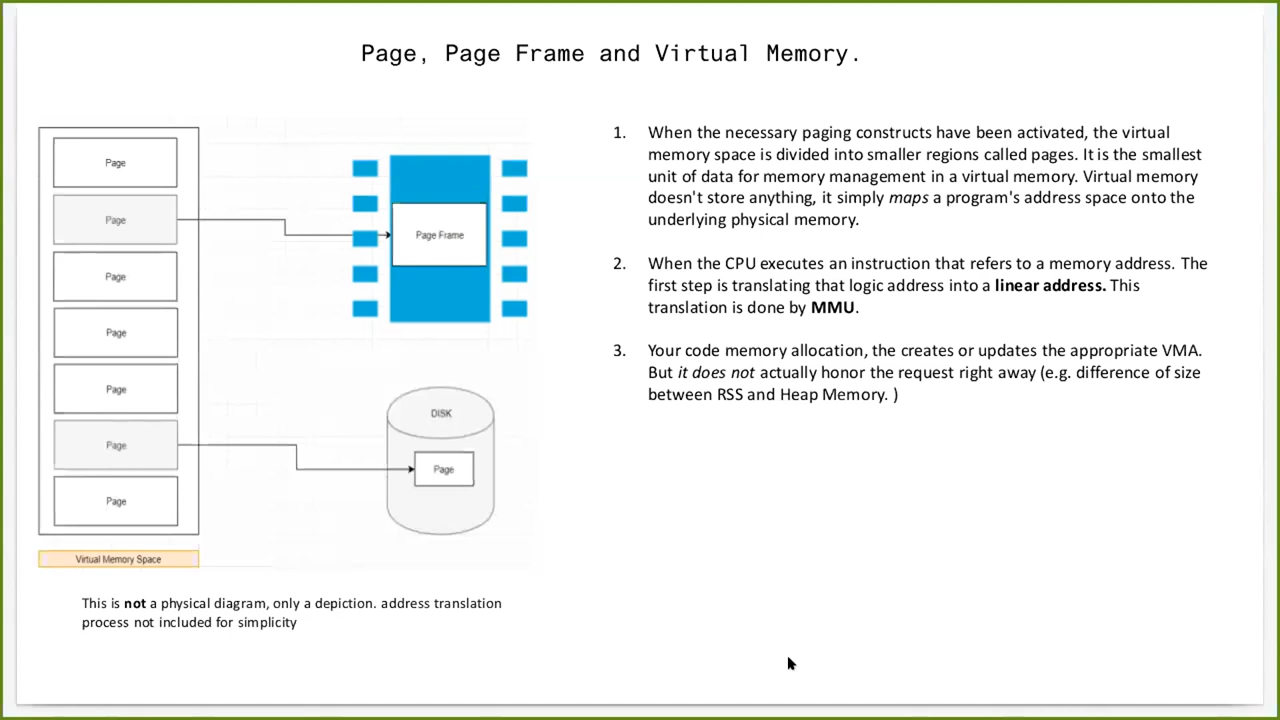 Page, Page Frame and Virtual Memory.
Page
Page
Page
Page
Page
Page
Page
Virtual Memory Space
Page Frame
DISK
Page
This is not a physical diagram, only a depiction. address translation
process not included for simplicity
1. When the necessary paging constructs have been activated, the virtual
memory space is divided into smaller regions called pages. It is the smallest
unit of data for memory management in a virtual memory. Virtual memory
doesn't store anything, it simply maps a program's address space onto the
underlying physical memory.
2. When the CPU executes an instruction that refers to a memory address. The
first step is translating that logic address into a linear address. This
translation is done by MMU.
3. Your code memory allocation, the creates or updates the appropriate VMA.
But it does not actually honor the request right away (e.g. difference of size
between RSS and Heap Memory. )